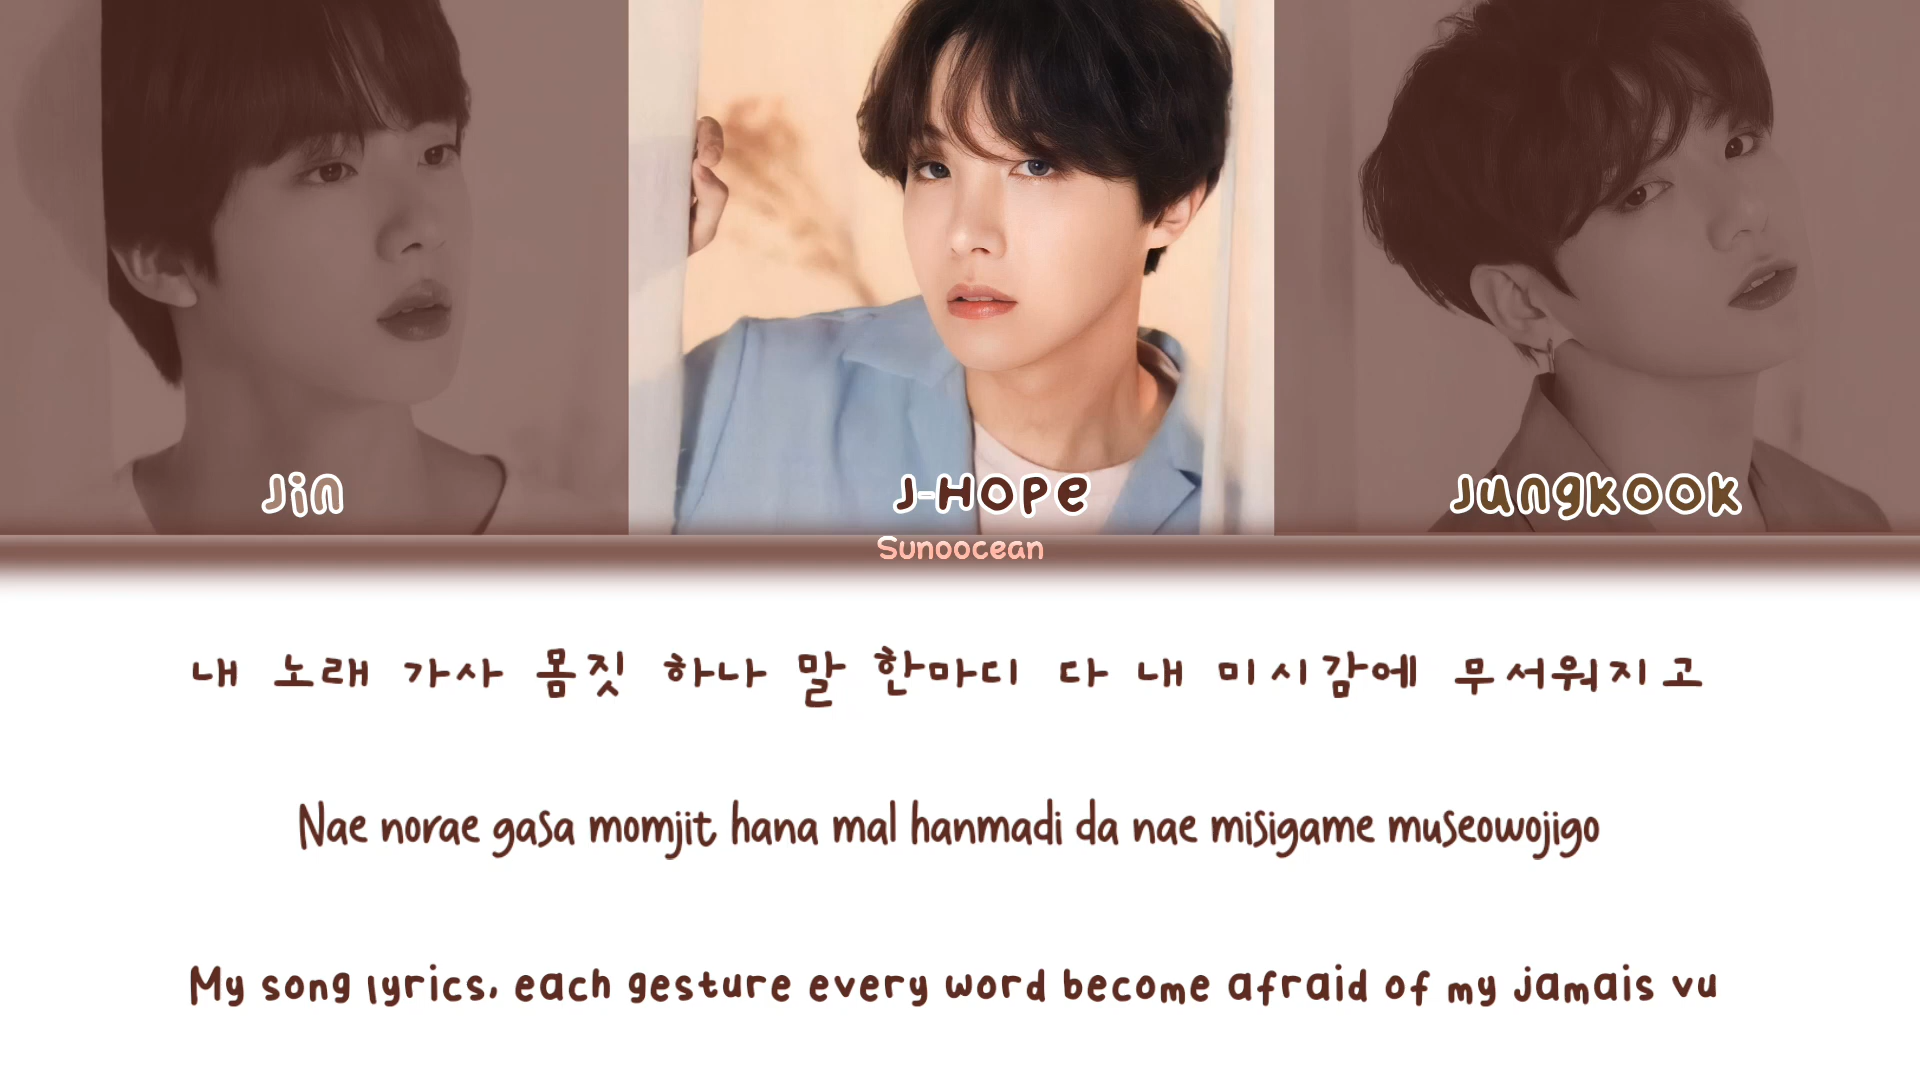 Jin
J-HOPE
Jungkook
Sunoocean
내 노래 가사 몸짓 하나 말 한마디 다 내 미시감에 무서워지고
Nae norae gasa momjit hana mal hanmadi da nae misigame museowojigo
My song lyrics, each gesture every word become afraid of my jamais vu